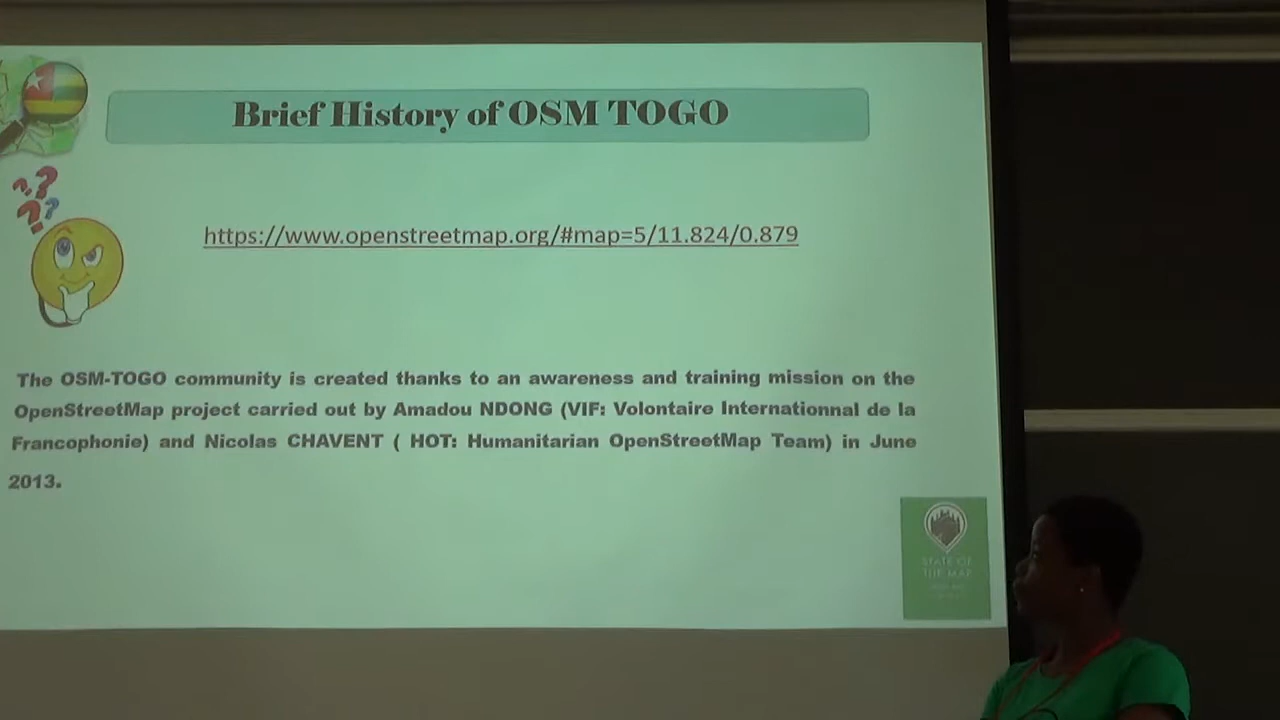 Brief History of OSM TOGO
https://www.openstreetmap.org/#map=5/11.824/0.879
The OSM-TOGO community is created thanks to an awareness and training mission on the
OpenStreetMap project carried out by Amadou NDONG (VIF: Volontaire Internationnal de la
Francophonie) and Nicolas CHAVENT ( HOT: Humanitarian OpenStreetMap Team) in June
2013.
STATE OF
THE MAP